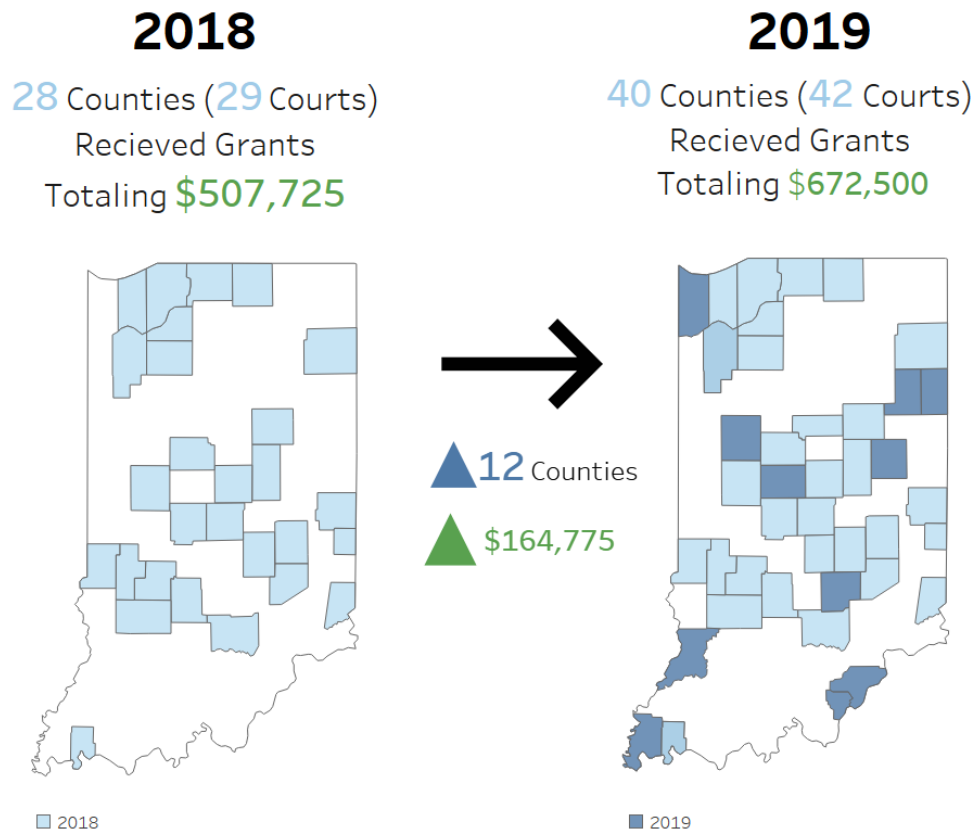 2018
28 Counties (29 Courts)
Recieved Grants
Totaling $507,725
2019
40 Counties (42 Courts)
Recieved Grants
Totaling $672,500
12 Counties
$164,775
2018
2019